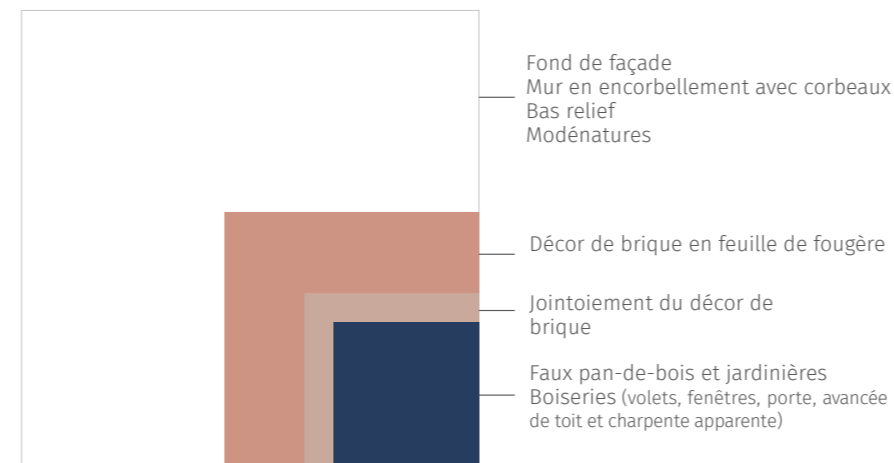 Fond de façade
Mur en encorbellement avec corbeaux
Bas relief
Modénatures
Décor de brique en feuille de fougère
Jointoiement du décor de
brique
Faux pan-de-bois et jardinières
Boiseries (volets, fenêtres, porte, avancée
de toit et charpente apparente)